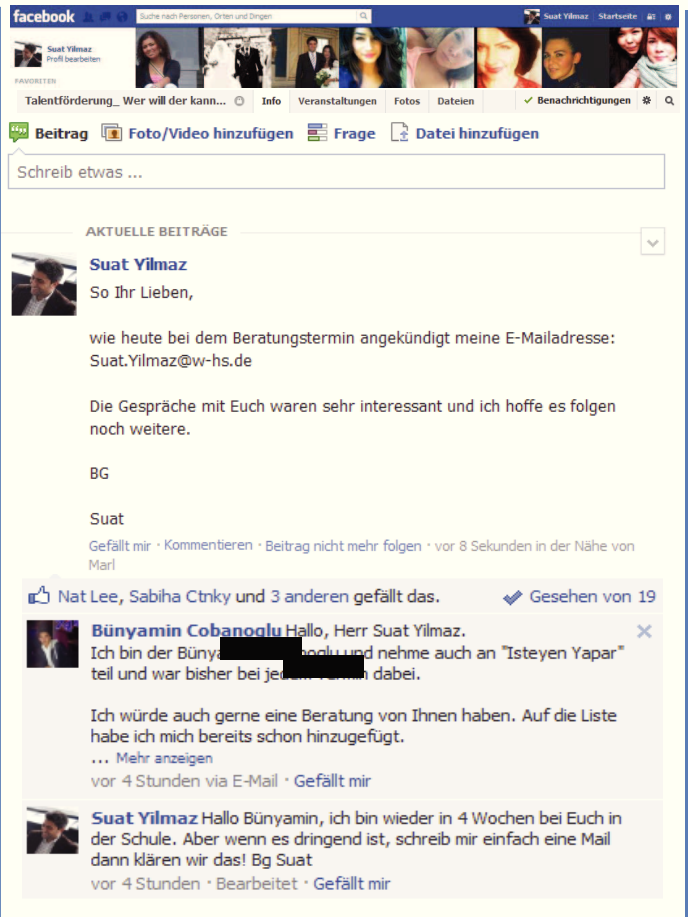 facebook Suche nach Personen, Orten und Dingen Suat Yilmaz Startseite
Suat Yilmaz
Profil bearbeiten
FAVORITEN
Talentförderung_ Wer will der kann... Info Veranstaltungen Fotos Dateien Benachrichtigungen
Beitrag Foto/Video hinzufügen Frage Datei hinzufügen
Schreib etwas ...
AKTUELLE BEITRÄGE
Suat Yilmaz
So Ihr Lieben,
wie heute bei dem Beratungstermin angekündigt meine E-Mailadresse:
Suat.Yilmaz@w-hs.de
Die Gespräche mit Euch waren sehr interessant und ich hoffe es folgen
noch weitere.
BG
Suat
Gefällt mir · Kommentieren · Beitrag nicht mehr folgen · vor 8 Sekunden in der Nähe von
Marl
Nat Lee, Sabiha Ctnky und 3 anderen gefällt das. Gesehen von 19
Bünyamin Cobanoglu Hallo, Herr Suat Yilmaz.
Ich bin der und nehme auch an "Isteyen Yapar"
teil und war bisher bei dabei.
Ich würde auch gerne eine Beratung von Ihnen haben. Auf die Liste
habe ich mich bereits schon hinzugefügt.
... Mehr anzeigen
vor 4 Stunden via E-Mail · Gefällt mir
Suat Yilmaz Hallo Bünyamin, ich bin wieder in 4 Wochen bei Euch in
der Schule. Aber wenn es dringend ist, schreib mir einfach eine Mail
dann klären wir das! Bg Suat
vor 4 Stunden · Bearbeitet · Gefällt mir